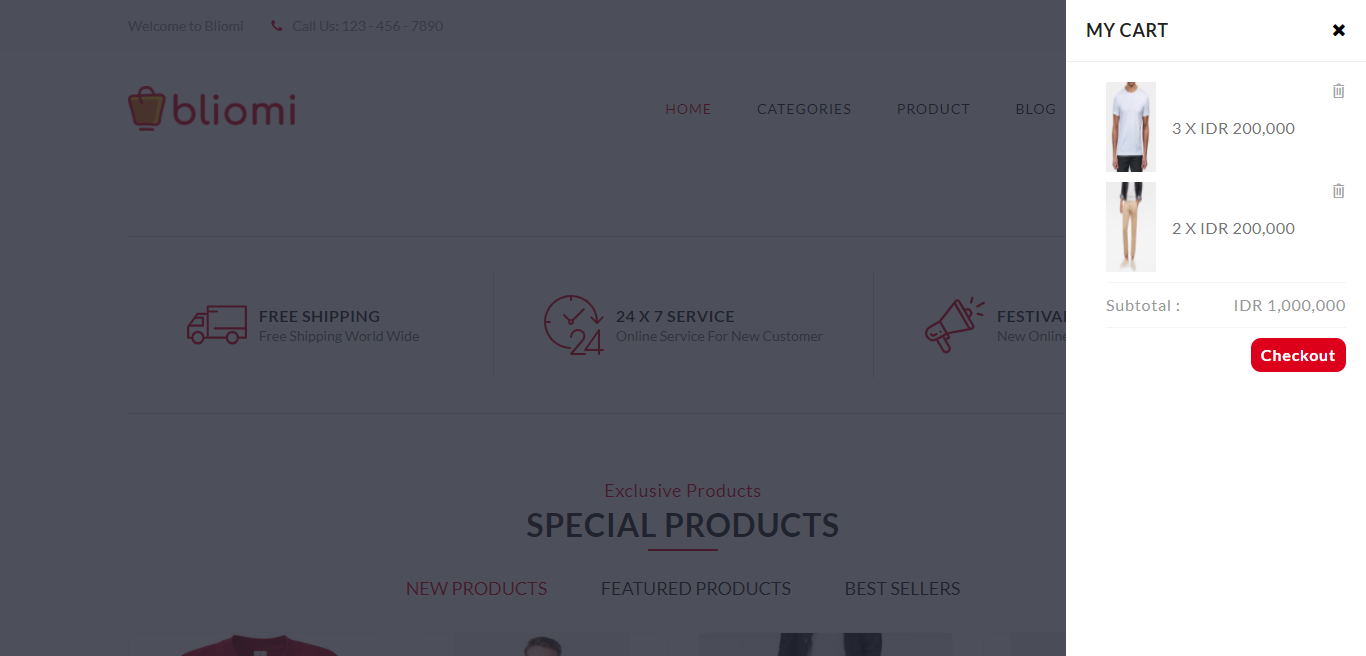 Welcome to Bliomi
Call Us: 123 - 456 - 7890
bliomi
HOME
CATEGORIES
PRODUCT
BLOG
FREE SHIPPING
Free Shipping World Wide
24
24 X 7 SERVICE
Online Service For New Customer
FESTIVA
New Online
Exclusive Products
SPECIAL PRODUCTS
NEW PRODUCTS
FEATURED PRODUCTS
BEST SELLERS
MY CART
3 X IDR 200,000
2 X IDR 200,000
Subtotal : IDR 1,000,000
Checkout